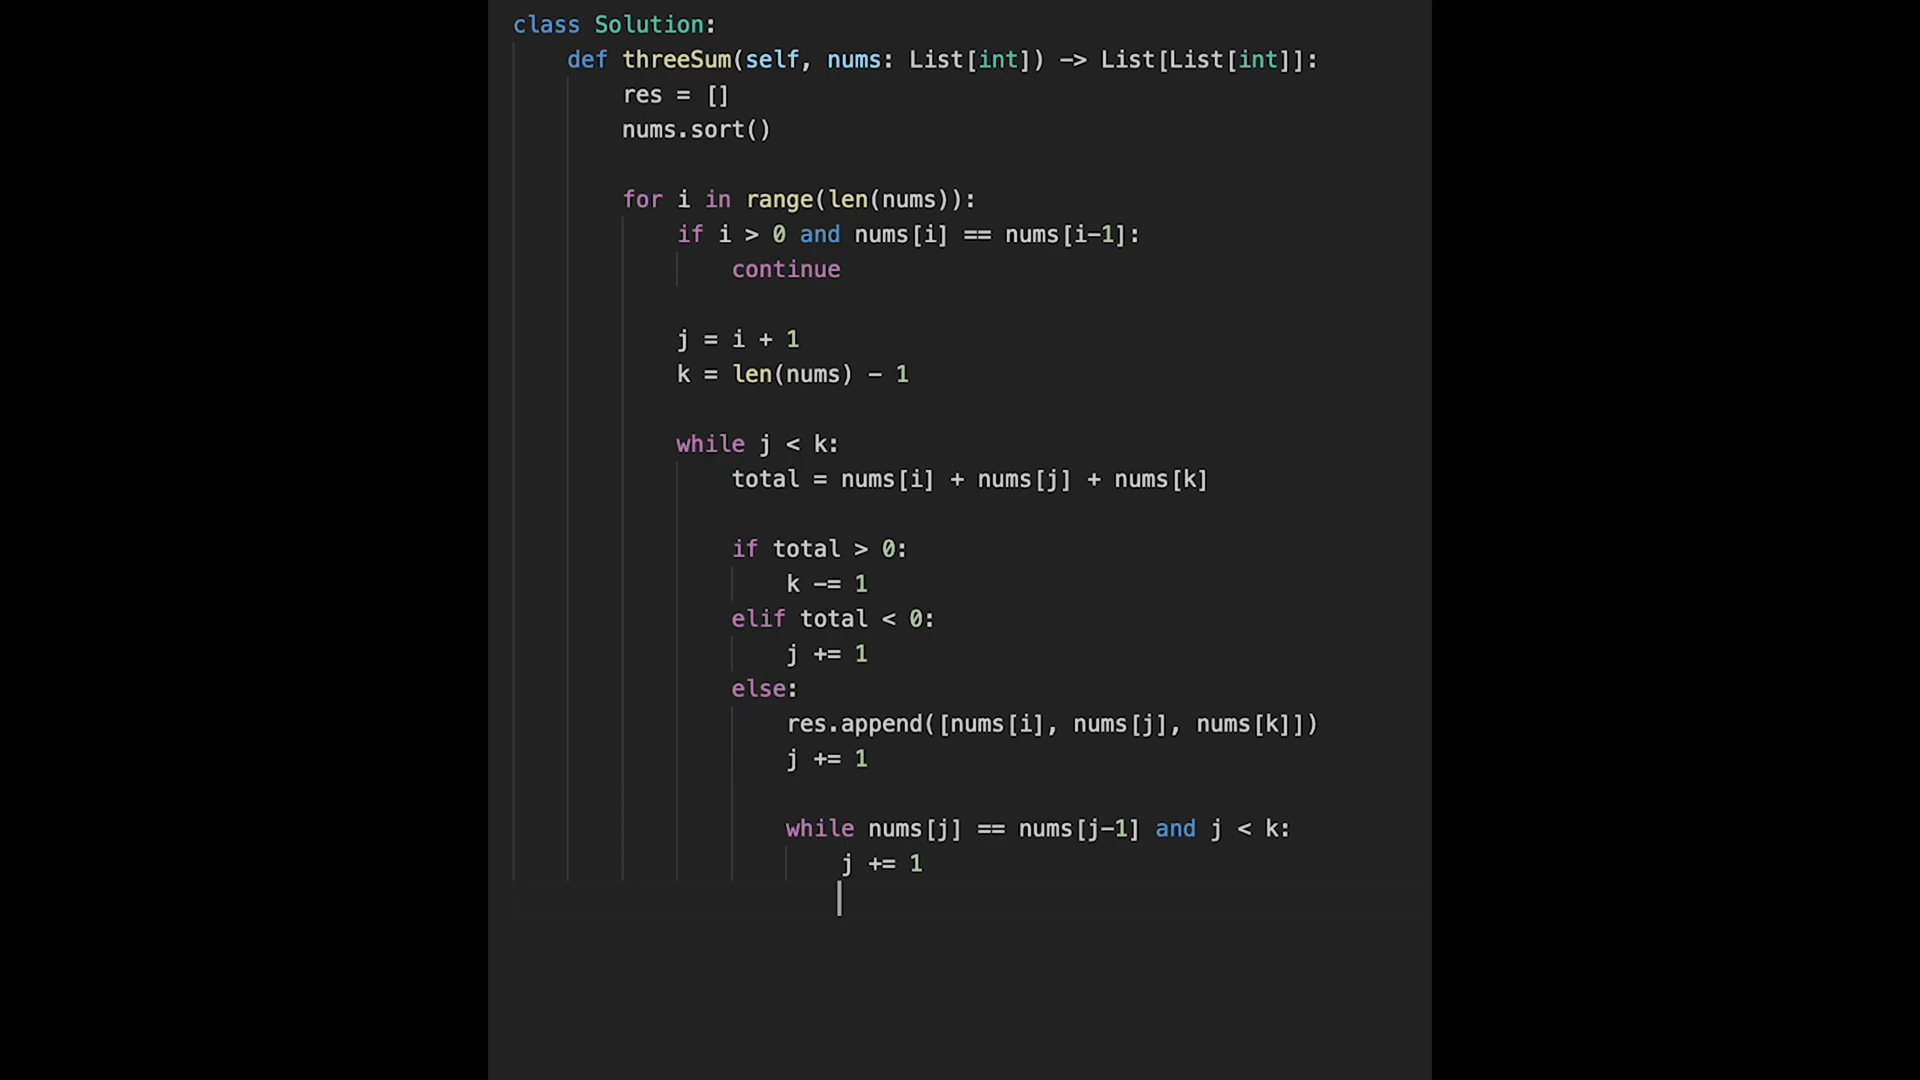 class Solution:
    def threeSum(self, nums: List[int]) -> List[List[int]]:
        res = []
        nums.sort()

        for i in range(len(nums)):
            if i > 0 and nums[i] == nums[i-1]:
                continue

            j = i + 1
            k = len(nums) - 1

            while j < k:
                total = nums[i] + nums[j] + nums[k]

                if total > 0:
                    k -= 1
                elif total < 0:
                    j += 1
                else:
                    res.append([nums[i], nums[j], nums[k]])
                    j += 1

                    while nums[j] == nums[j-1] and j < k:
                        j += 1